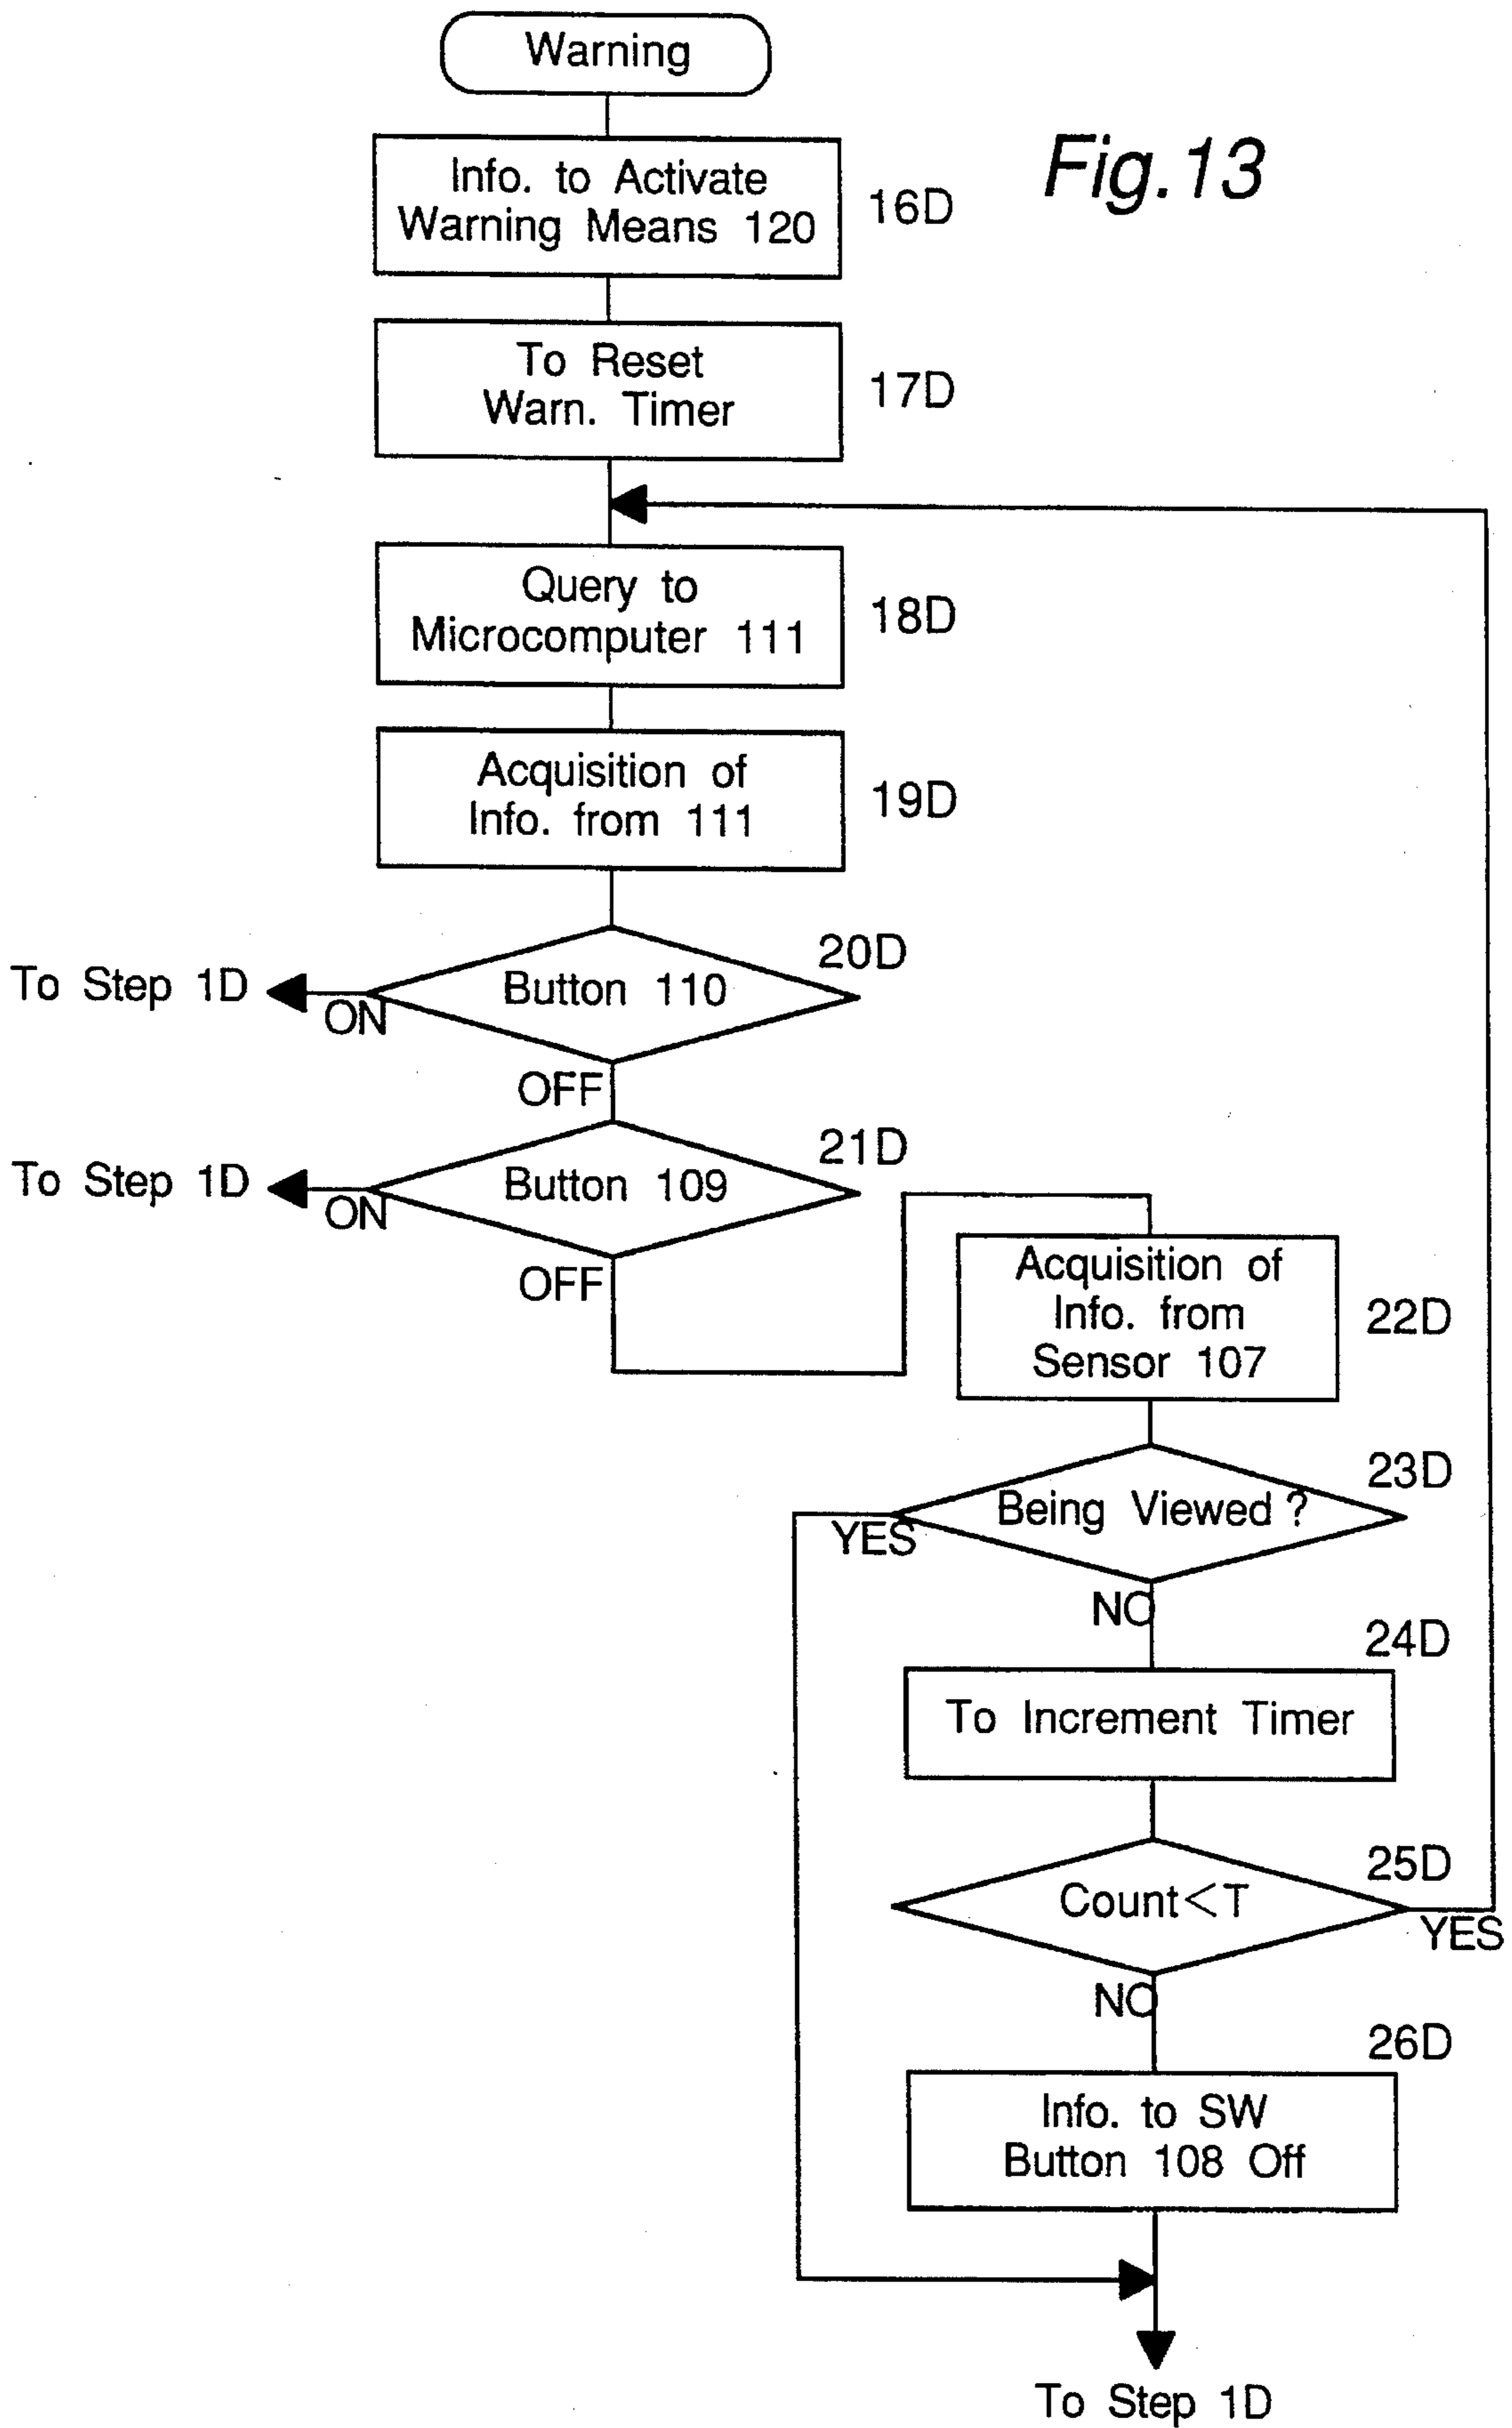 Warning
Fig.13
Info. to Activate
Warning Means 120
16D
To Reset
Warn. Timer
17D
Query to
Microcomputer 111
18D
Acquisition of
Info. from 111
19D
20D
To Step 1D
Button 110
ON
OFF
21D
To Step 1D
Button 109
ON
OFF
Acquisition of
Info. from
Sensor 107
22D
23D
Being Viewed?
YES
NO
24D
To Increment Timer
25D
Count<T
YES
NO
26D
Info. to SW
Button 108 Off
To Step 1D